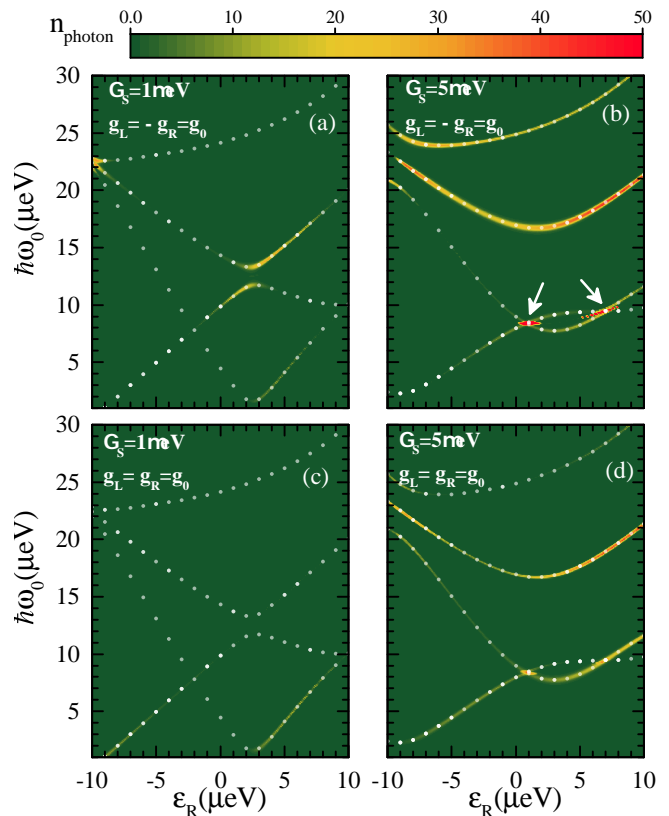 n_photon
0.0 10 20 30 40 50
G_S=1meV
g_L= - g_R=g_0
(a)
G_S=5meV
g_L= - g_R=g_0
(b)
30
25
20
15
10
5
ħω_0(μeV)
G_S=1meV
g_L= g_R=g_0
(c)
G_S=5meV
g_L= g_R=g_0
(d)
30
25
20
15
10
5
ħω_0(μeV)
-10 -5 0 5 10
-10 -5 0 5 10
ε_R(μeV)
ε_R(μeV)